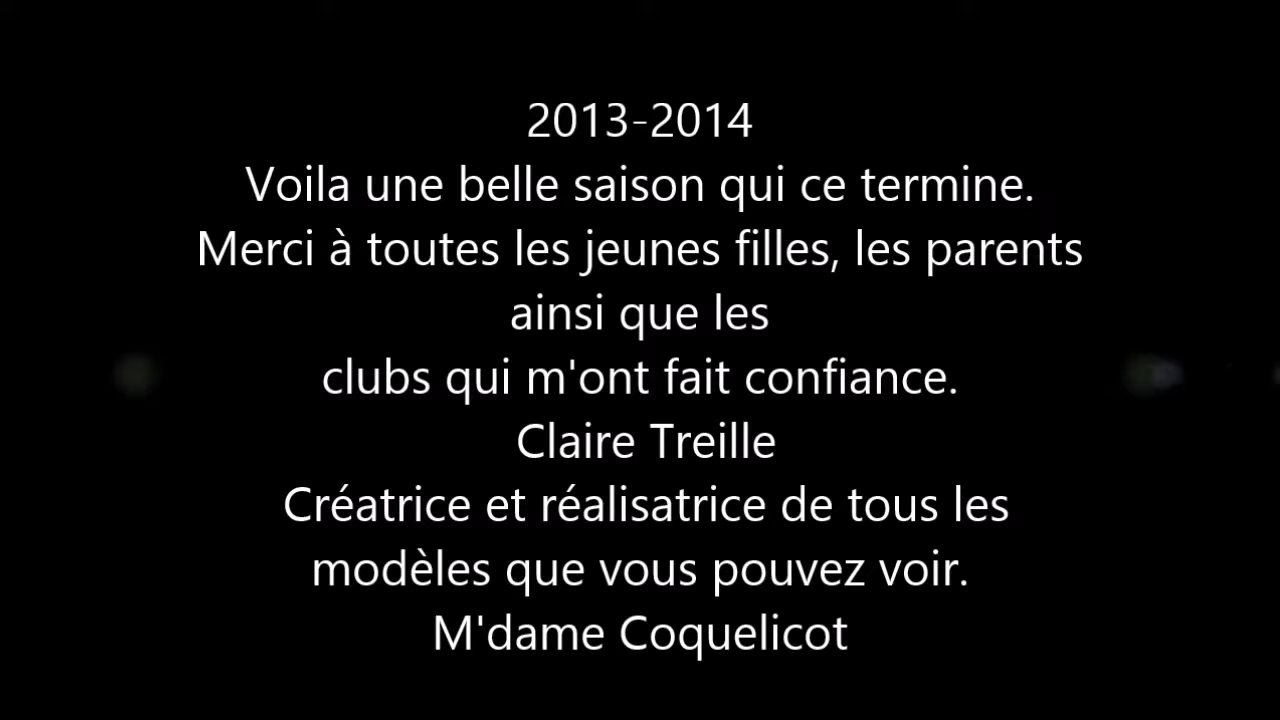 2013-2014
Voila une belle saison qui ce termine.
Merci à toutes les jeunes filles, les parents
ainsi que les
clubs qui m'ont fait confiance.
Claire Treille
Créatrice et réalisatrice de tous les
modèles que vous pouvez voir.
M'dame Coquelicot